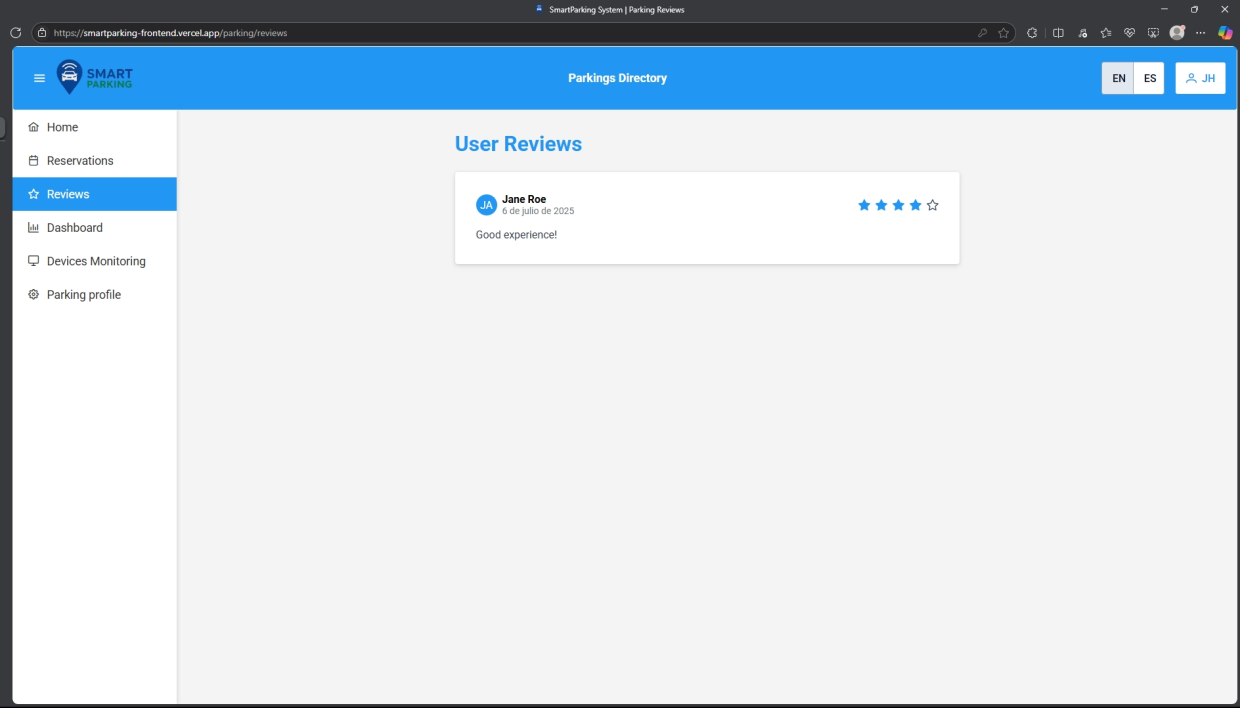 SmartParking System | Parking Reviews
https://smartparking-frontend.vercel.app/parking/reviews
SMART
PARKING
Parkings Directory
EN
ES
JH
Home
Reservations
Reviews
Dashboard
Devices Monitoring
Parking profile
User Reviews
JA
Jane Roe
6 de julio de 2025
Good experience!